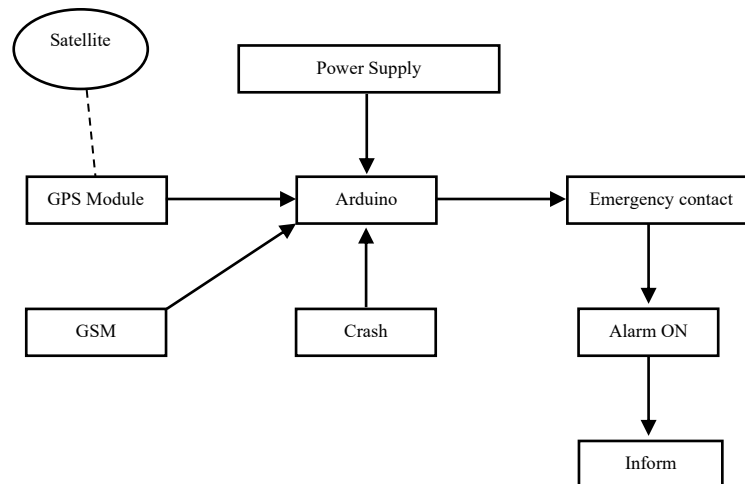 Satellite
Power Supply
GPS Module
Arduino
Emergency contact
GSM
Crash
Alarm ON
Inform